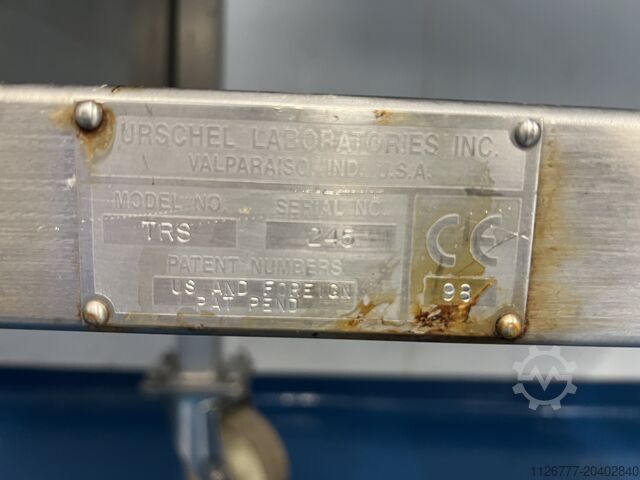 URSCHEL LABORATORIES INC.
VALPARAISO, IND. U.S.A.
MODEL NO. SERIAL NO.
TRS 245
PATENT NUMBERS
US AND FOREIGN
PAT PEND
CE
98
1126777-20402840